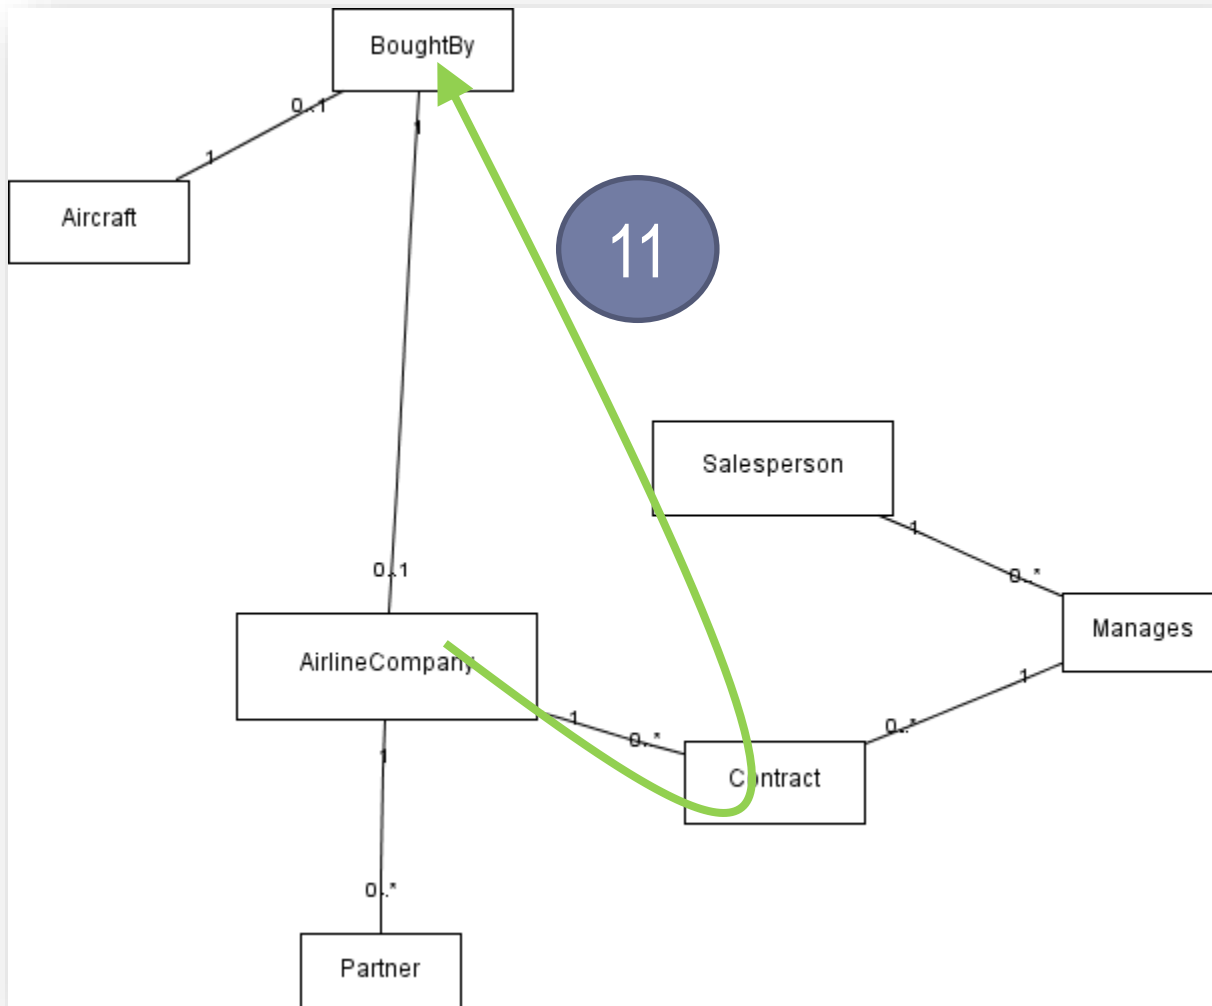 BoughtBy
0..1
1
1
Aircraft
11
Salesperson
1
0..1
0..*
Manages
AirlineCompany
1
1
0..*
0..*
1
Contract
0..*
Partner